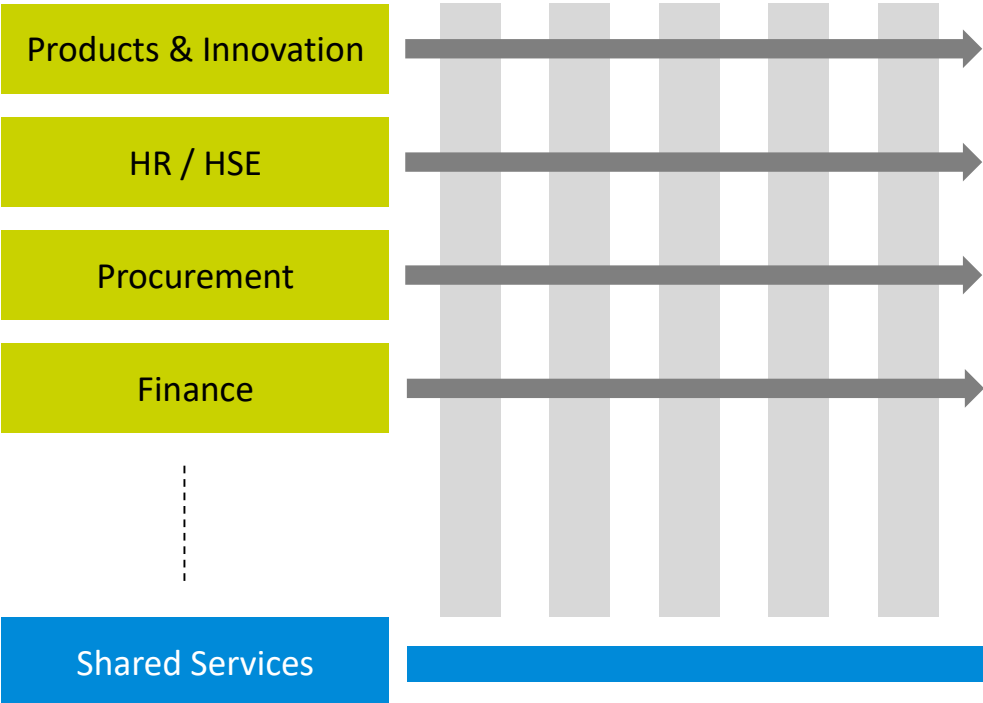 Products & Innovation
HR / HSE
Procurement
Finance
Shared Services